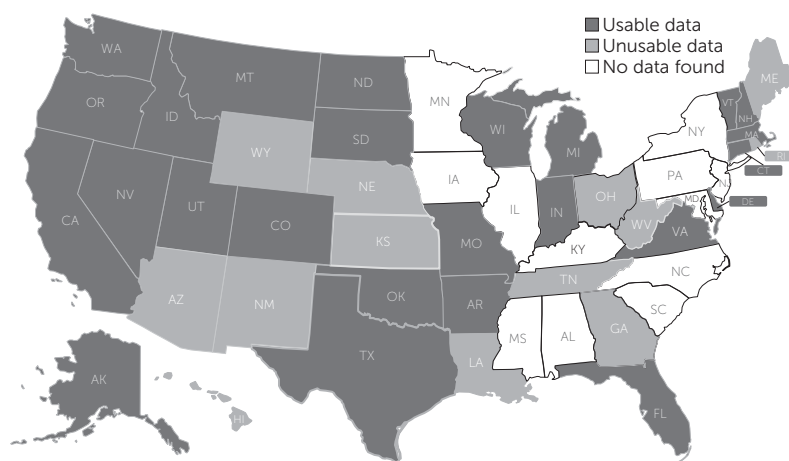 Usable data
Unusable data
No data found
WA
MT
ND
MN
ME
VT
NH
OR
ID
SD
WI
NY
MA
MI
RI
WY
IA
PA
CT
NE
NJ
NV
OH
IL
IN
MD
DE
UT
CO
WV
CA
KS
MO
KY
VA
NC
TN
AZ
NM
OK
AR
SC
MS
AL
GA
TX
LA
AK
FL
HI